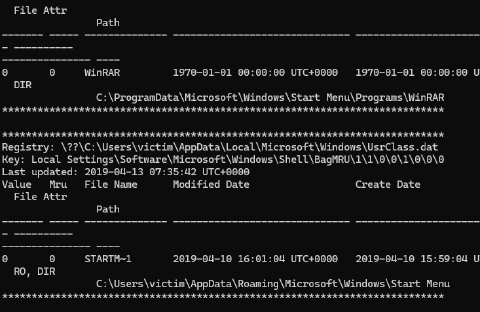 File Attr
Path
------- ----- -------------- ------------------------------ ----------------------
- ----------
--------------- ----
0 0 WinRAR 1970-01-01 00:00:00 UTC+0000 1970-01-01 00:00:00 U
DIR
C:\ProgramData\Microsoft\Windows\Start Menu\Programs\WinRAR
**************************************************************************
**************************************************************************
Registry: \??\C:\Users\victim\AppData\Local\Microsoft\Windows\UsrClass.dat
Key: Local Settings\Software\Microsoft\Windows\Shell\BagMRU\1\1\0\0\1\0\0\0
Last updated: 2019-04-13 07:35:42 UTC+0000
Value Mru File Name Modified Date Create Date
File Attr
Path
------- ----- -------------- ------------------------------ ----------------------
- ----------
--------------- ----
0 0 STARTM~1 2019-04-10 16:01:04 UTC+0000 2019-04-10 15:59:04 U
RO, DIR
C:\Users\victim\AppData\Roaming\Microsoft\Windows\Start Menu
**************************************************************************